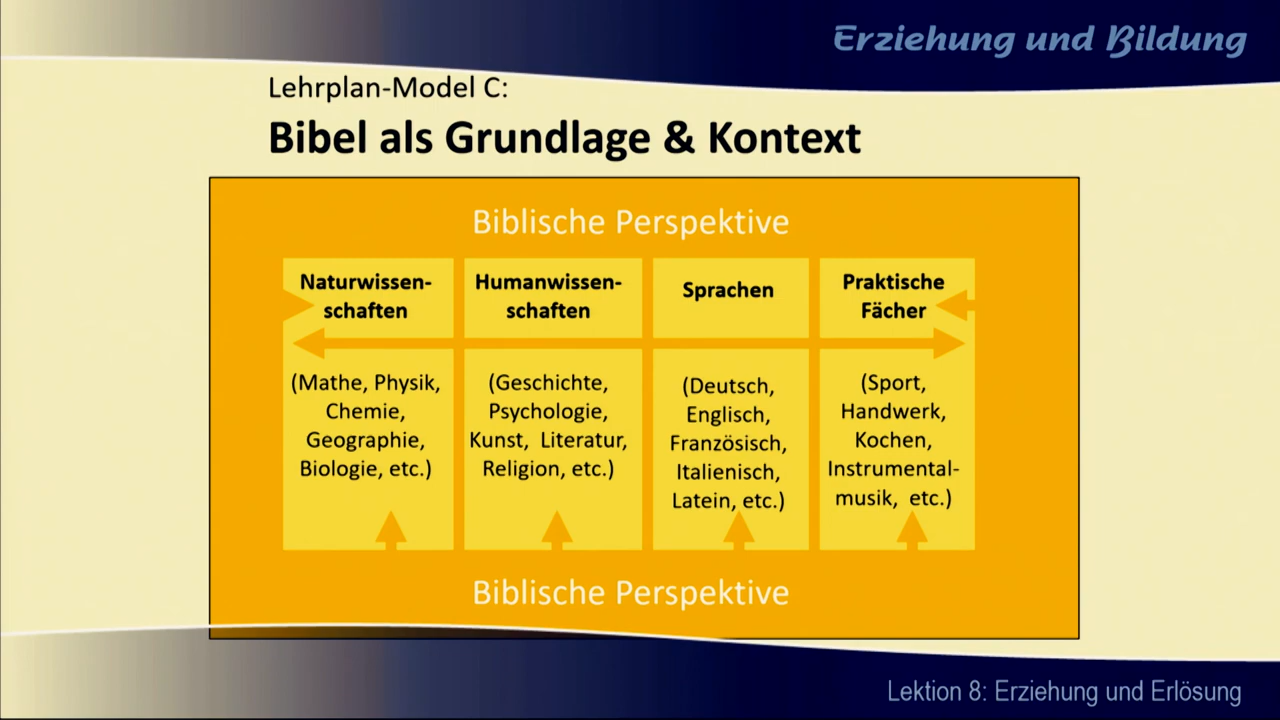 Erziehung und Bildung
Lehrplan-Model C:
Bibel als Grundlage & Kontext
Biblische Perspektive
Naturwissen-
schaften
(Mathe, Physik,
Chemie,
Geographie,
Biologie, etc.)
Humanwissen-
schaften
(Geschichte,
Psychologie,
Kunst, Literatur,
Religion, etc.)
Sprachen
(Deutsch,
Englisch,
Französisch,
Italienisch,
Latein, etc.)
Praktische
Fächer
(Sport,
Handwerk,
Kochen,
Instrumental-
musik, etc.)
Biblische Perspektive
Lektion 8: Erziehung und Erlösung